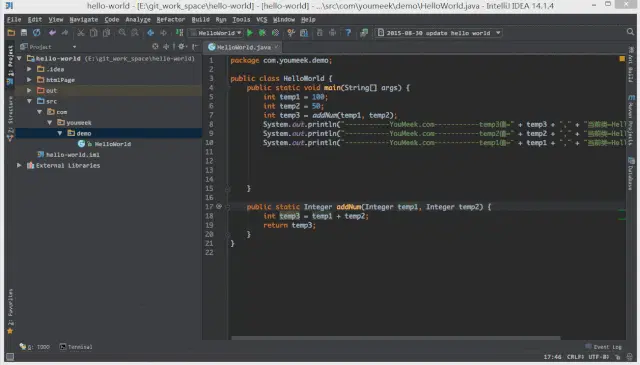 hello-world - [E:\git_work_space\hello-world] - [hello-world] - ...\src\com\youmeek\demo\HelloWorld.java - IntelliJ IDEA 14.1.4
File Edit View Navigate Code Analyze Refactor Build Run Tools VCS Window Help
HelloWorld
2015-08-30 update hello world
Project
HelloWorld.java
hello-world (E:\git_work_space\hello-world)
.idea
htmlPage
out
src
com
youmeek
demo
HelloWorld
hello-world.iml
External Libraries
1 package com.youmeek.demo;
2
3 public class HelloWorld {
4 public static void main(String[] args) {
5 int temp1 = 100;
6 int temp2 = 50;
7 int temp3 = addNum(temp1, temp2);
8 System.out.println("-----------YouMeek.com-----------temp3值=" + temp3 + "," + "当前类=Hell
9 System.out.println("-----------YouMeek.com-----------temp2值=" + temp2 + "," + "当前类=Hell
10 System.out.println("-----------YouMeek.com-----------temp1值=" + temp1 + "," + "当前类=Hell
15 }
16
17 public static Integer addNum(Integer temp1, Integer temp2) {
18 int temp3 = temp1 + temp2;
19 return temp3;
20 }
21 }
22
1: Project
Structure
2: Favorites
Ant Build
Maven Projects
Database
6: TODO
Terminal
Event Log
17:46 CRLF UTF-8